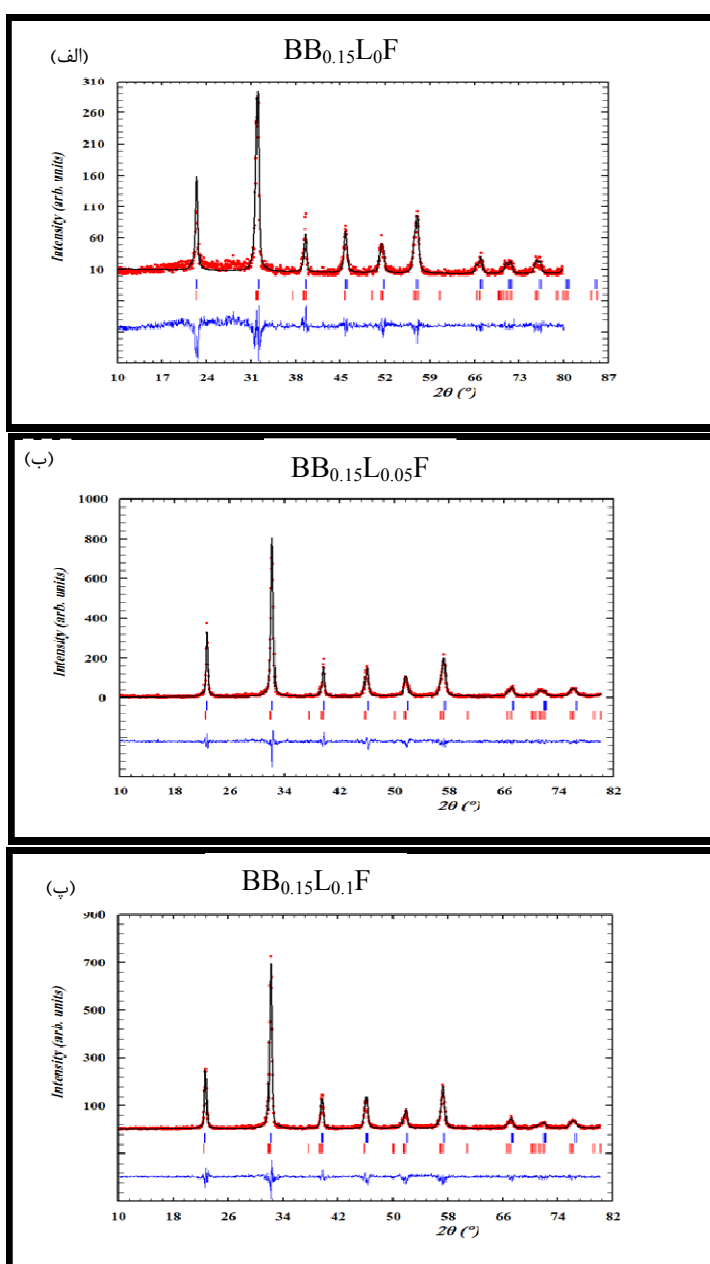 (الف)
BB₀.₁₅L₀F
310
260
210
160
110
60
10
Intensity (arb. units)
10 17 24 31 38 45 52 59 66 73 80 87
2θ (°)
(ب)
BB₀.₁₅L₀.₀₅F
1000
800
600
400
200
0
Intensity (arb. units)
10 18 26 34 42 50 58 66 74 82
2θ (°)
(پ)
BB₀.₁₅L₀.₁F
900
700
500
300
100
Intensity (arb. units)
10 18 26 34 42 50 58 66 74 82
2θ (°)